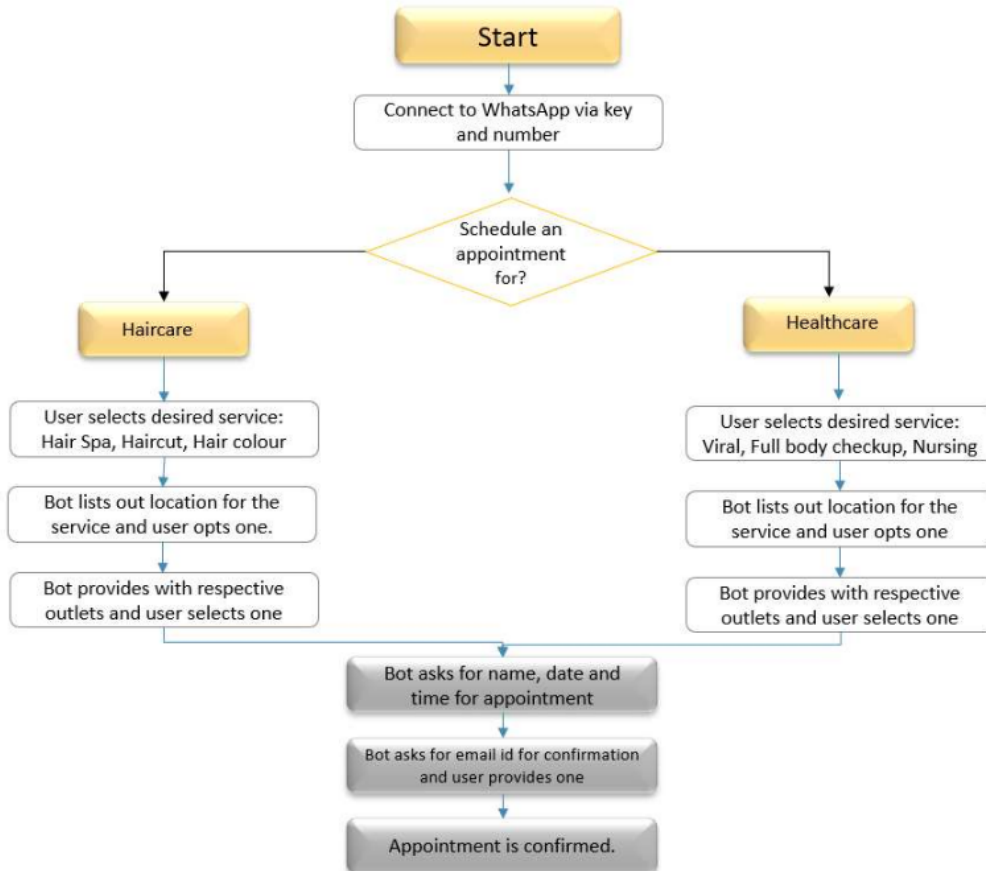 Start
Connect to WhatsApp via key
and number
Schedule an
appointment
for?
Haircare
User selects desired service:
Hair Spa, Haircut, Hair colour
Bot lists out location for the
service and user opts one.
Bot provides with respective
outlets and user selects one
Healthcare
User selects desired service:
Viral, Full body checkup, Nursing
Bot lists out location for the
service and user opts one
Bot provides with respective
outlets and user selects one
Bot asks for name, date and
time for appointment
Bot asks for email id for confirmation
and user provides one
Appointment is confirmed.